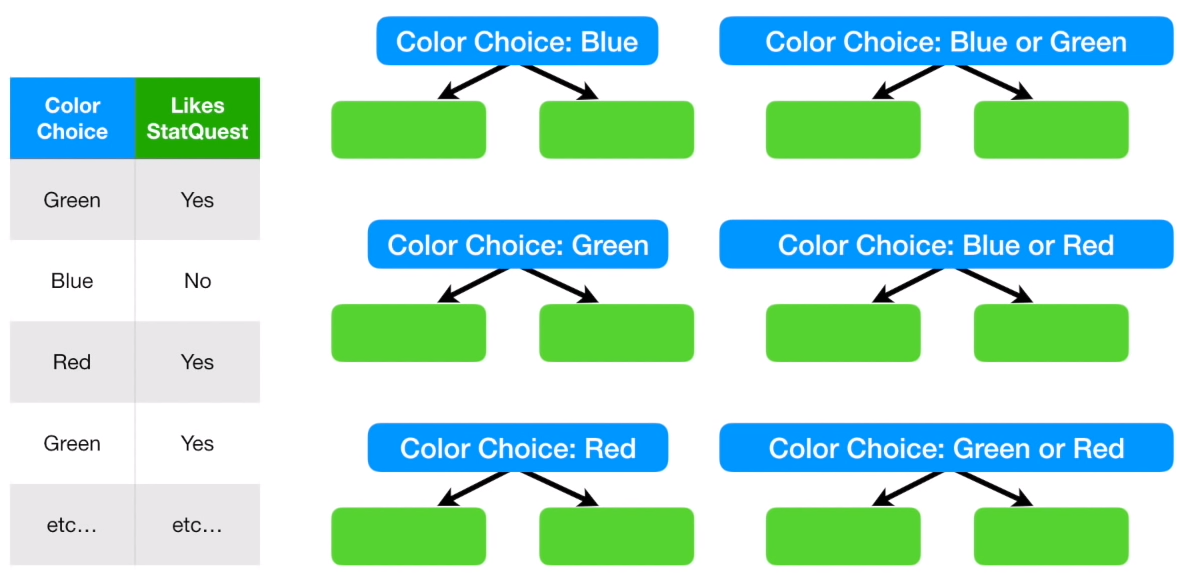 Color Choice: Blue
Color Choice: Blue or Green
Color Choice
Likes StatQuest
Green Yes
Blue No
Red Yes
Green Yes
etc... etc...
Color Choice: Green
Color Choice: Blue or Red
Color Choice: Red
Color Choice: Green or Red